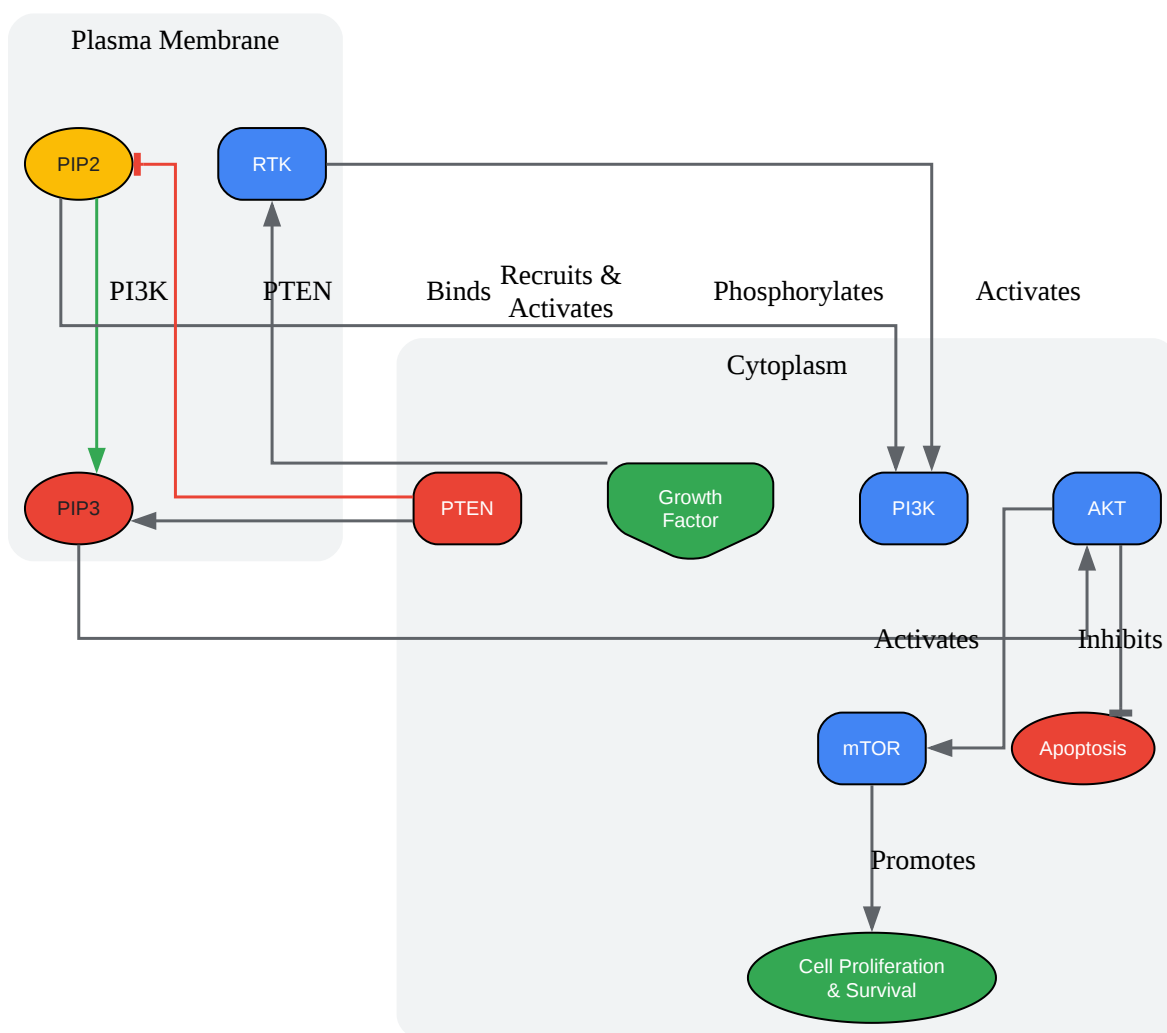 Plasma Membrane
PIP2
RTK
PI3K
PTEN
Binds
Recruits &
Activates
Phosphorylates
Activates
Cytoplasm
PIP3
PTEN
Growth
Factor
PI3K
AKT
Activates
Inhibits
mTOR
Apoptosis
Promotes
Cell Proliferation
& Survival